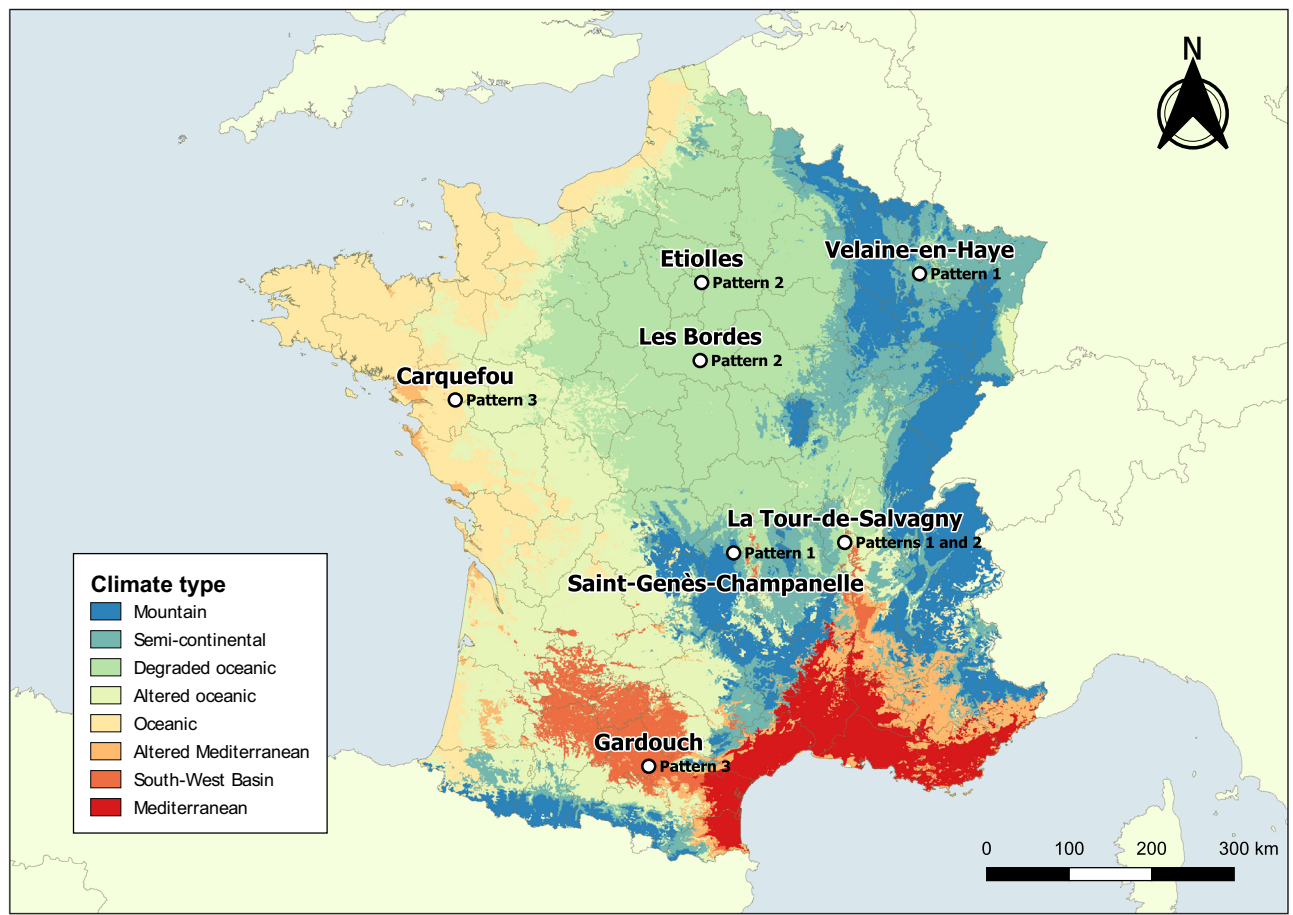 N
Velaine-en-Haye
Pattern 1
Etiolles
Pattern 2
Les Bordes
Pattern 2
Carquefou
Pattern 3
La Tour-de-Salvagny
Patterns 1 and 2
Pattern 1
Saint-Genès-Champanelle
Gardouch
Pattern 3
Climate type
Mountain
Semi-continental
Degraded oceanic
Altered oceanic
Oceanic
Altered Mediterranean
South-West Basin
Mediterranean
0 100 200 300 km